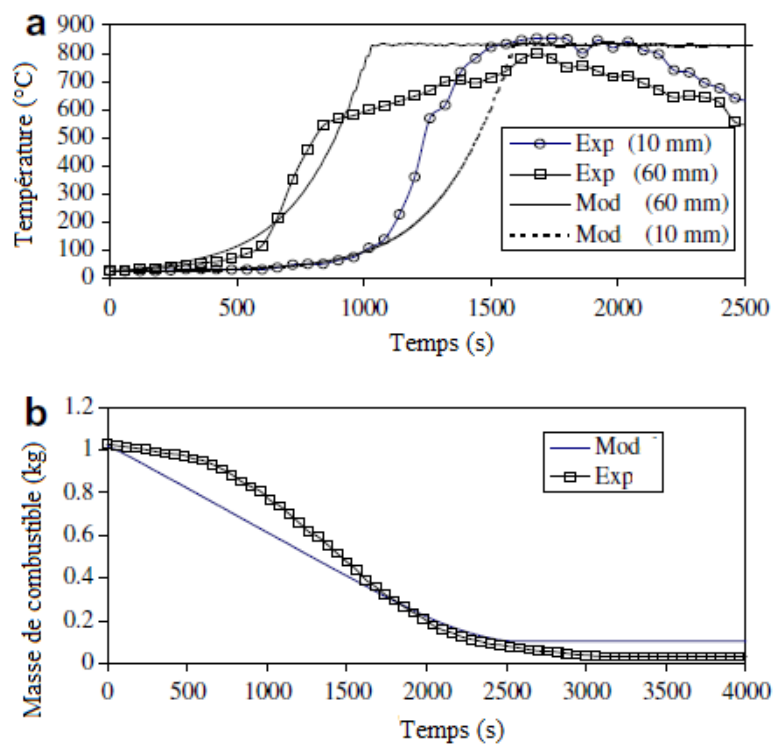 a
Température (°C)
900
800
700
600
500
400
300
200
100
0
Exp (10 mm)
Exp (60 mm)
Mod (60 mm)
Mod (10 mm)
0 500 1000 1500 2000 2500
Temps (s)
b
Masse de combustible (kg)
1.2
1
0.8
0.6
0.4
0.2
0
Mod
Exp
0 500 1000 1500 2000 2500 3000 3500 4000
Temps (s)